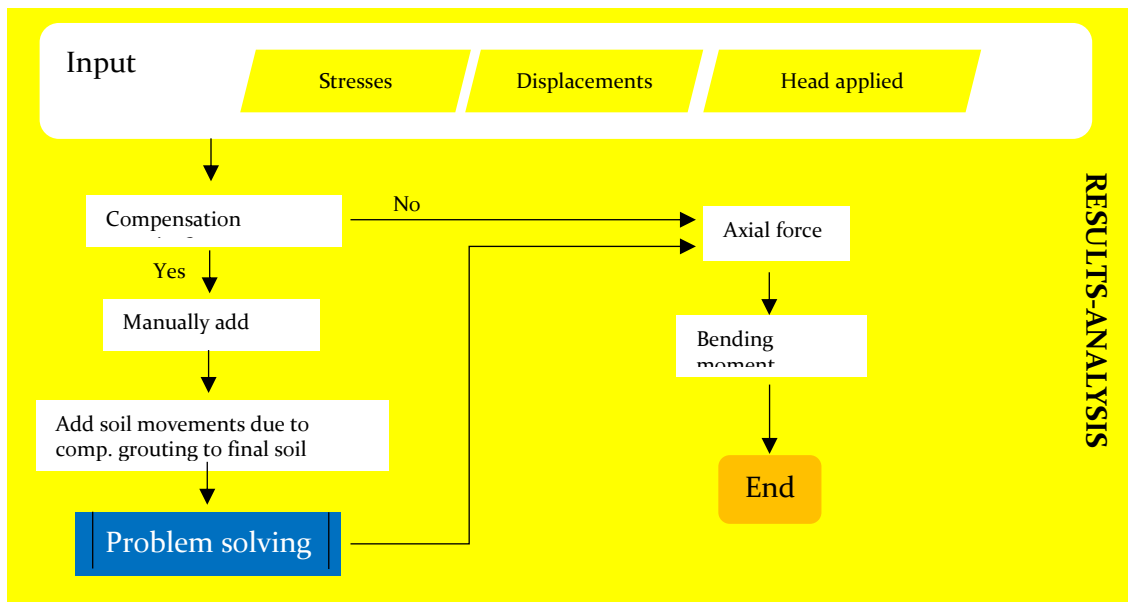 Input
Stresses
Displacements
Head applied
Compensation
No
Axial force
Yes
Manually add
Bending
moment
Add soil movements due to
comp. grouting to final soil
Problem solving
End
RESULTS-ANALYSIS